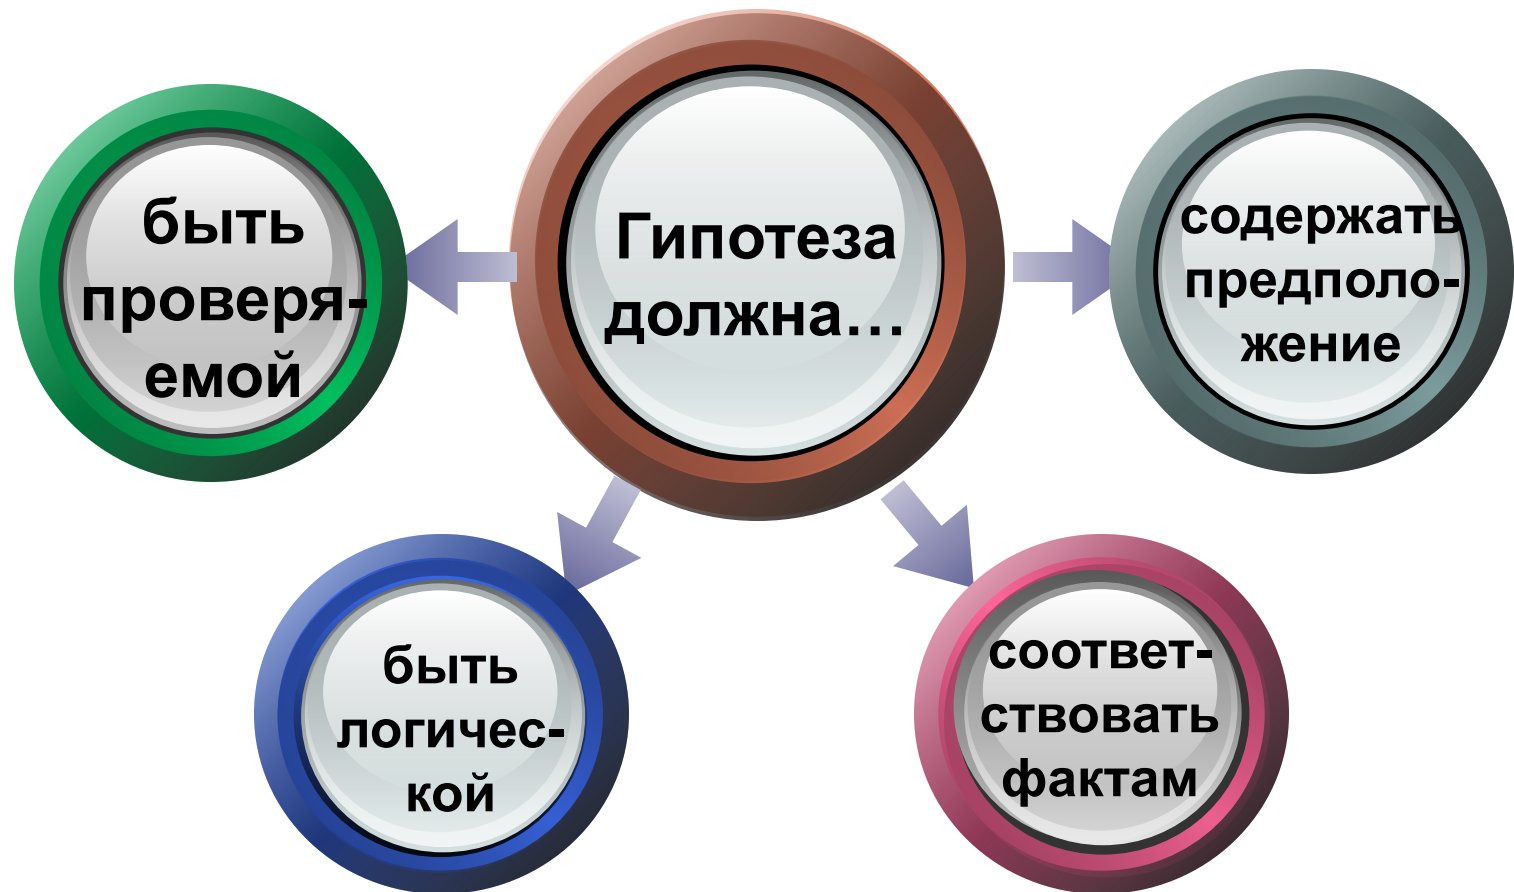 Гипотеза
должна...
быть
проверя-
емой
содержать
предполо-
жение
быть
логичес-
кой
соответ-
ствовать
фактам